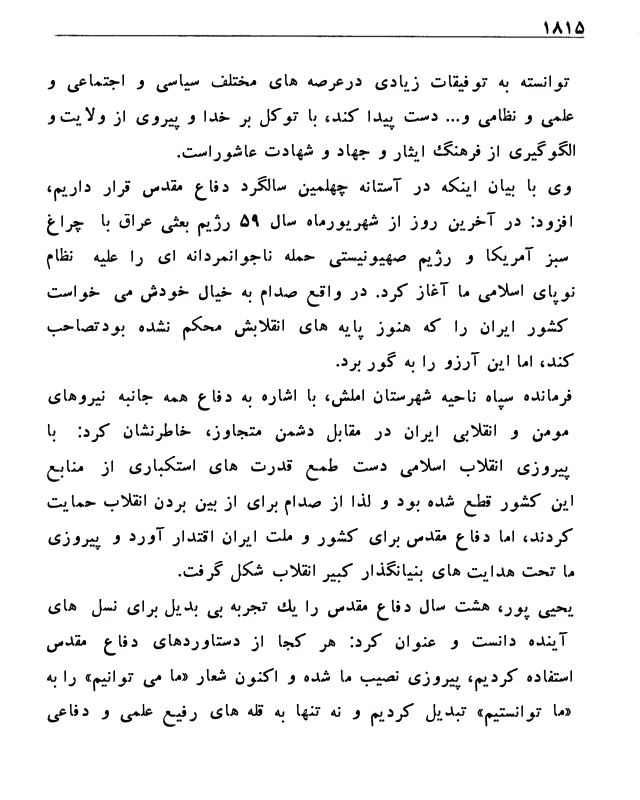 ۱۸۱۵
توانسته به توفیقات زیادی درعرصه های مختلف سیاسی و اجتماعی و
علمی و نظامی و... دست پیدا کند، با توکل بر خدا و پیروی از ولایت و
الگوگیری از فرهنگ ایثار و جهاد و شهادت عاشوراست.
وی با بیان اینکه در آستانه چهلمین سالگرد دفاع مقدس قرار داریم،
افزود: در آخرین روز از شهریورماه سال ۵۹ رژیم بعثی عراق با چراغ
سبز آمریکا و رژیم صهیونیستی حمله ناجوانمردانه ای را علیه نظام
نوپای اسلامی ما آغاز کرد. در واقع صدام به خیال خودش می خواست
کشور ایران را که هنوز پایه های انقلابش محکم نشده بودتصاحب
کند، اما این آرزو را به گور برد.
فرمانده سپاه ناحیه شهرستان املش، با اشاره به دفاع همه جانبه نیروهای
مومن و انقلابی ایران در مقابل دشمن متجاوز، خاطرنشان کرد: با
پیروزی انقلاب اسلامی دست طمع قدرت های استکباری از منابع
این کشور قطع شده بود و لذا از صدام برای از بین بردن انقلاب حمایت
کردند، اما دفاع مقدس برای کشور و ملت ایران اقتدار آورد و پیروزی
ما تحت هدایت های بنیانگذار کبیر انقلاب شکل گرفت.
یحیی پور، هشت سال دفاع مقدس را یك تجربه بی بدیل برای نسل های
آینده دانست و عنوان کرد: هر کجا از دستاوردهای دفاع مقدس
استفاده کردیم، پیروزی نصیب ما شده و اکنون شعار «ما می توانیم» را به
«ما توانستیم» تبدیل کردیم و نه تنها به قله های رفیع علمی و دفاعی